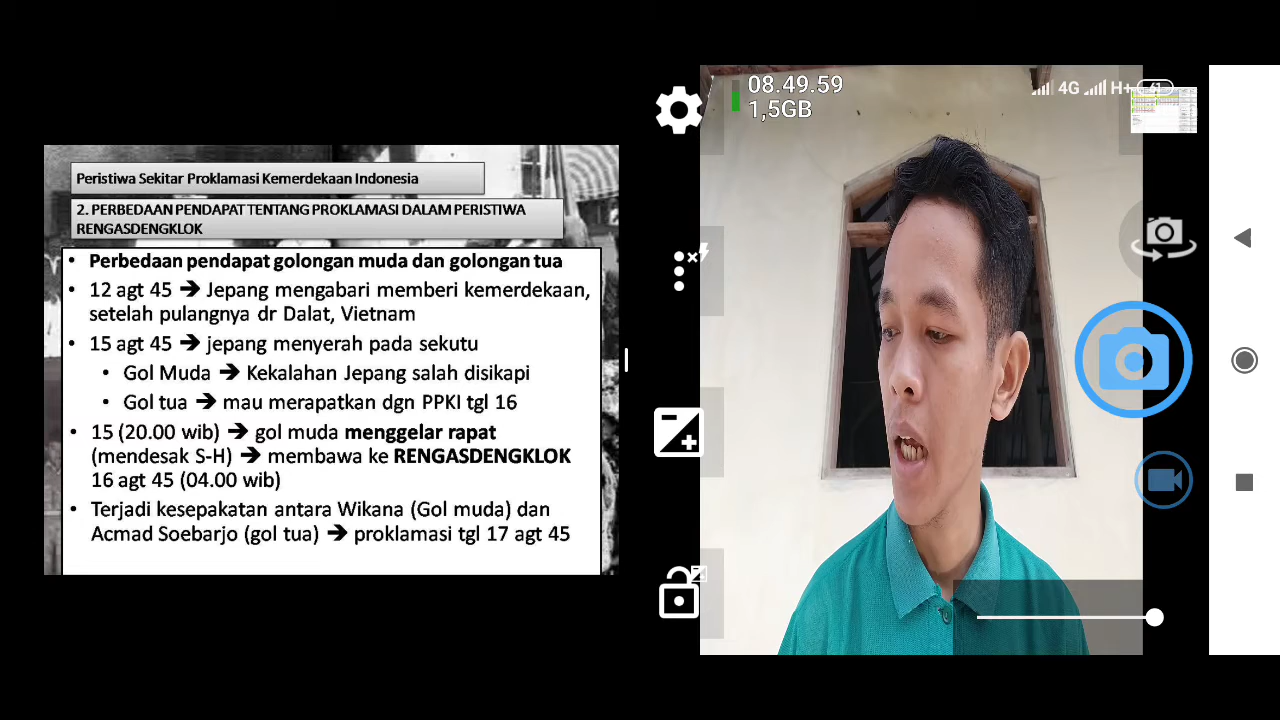 Peristiwa Sekitar Proklamasi Kemerdekaan Indonesia
2. PERBEDAAN PENDAPAT TENTANG PROKLAMASI DALAM PERISTIWA
RENGASDENGKLOK
• Perbedaan pendapat golongan muda dan golongan tua
• 12 agt 45 ➔ Jepang mengabari memberi kemerdekaan,
setelah pulangnya dr Dalat, Vietnam
• 15 agt 45 ➔ jepang menyerah pada sekutu
• Gol Muda ➔ Kekalahan Jepang salah disikapi
• Gol tua ➔ mau merapatkan dgn PPKI tgl 16
• 15 (20.00 wib) ➔ gol muda menggelar rapat
(mendesak S-H) ➔ membawa ke RENGASDENGKLOK
16 agt 45 (04.00 wib)
• Terjadi kesepakatan antara Wikana (Gol muda) dan
Acmad Soebarjo (gol tua) ➔ proklamasi tgl 17 agt 45
08.49.59
1,5GB
4G
H+